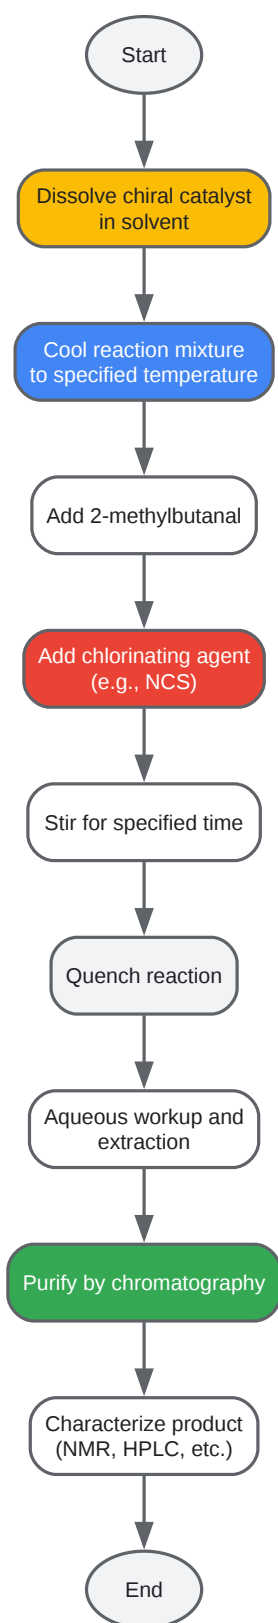 Start
Dissolve chiral catalyst
in solvent
Cool reaction mixture
to specified temperature
Add 2-methylbutanal
Add chlorinating agent
(e.g., NCS)
Stir for specified time
Quench reaction
Aqueous workup and
extraction
Purify by chromatography
Characterize product
(NMR, HPLC, etc.)
End